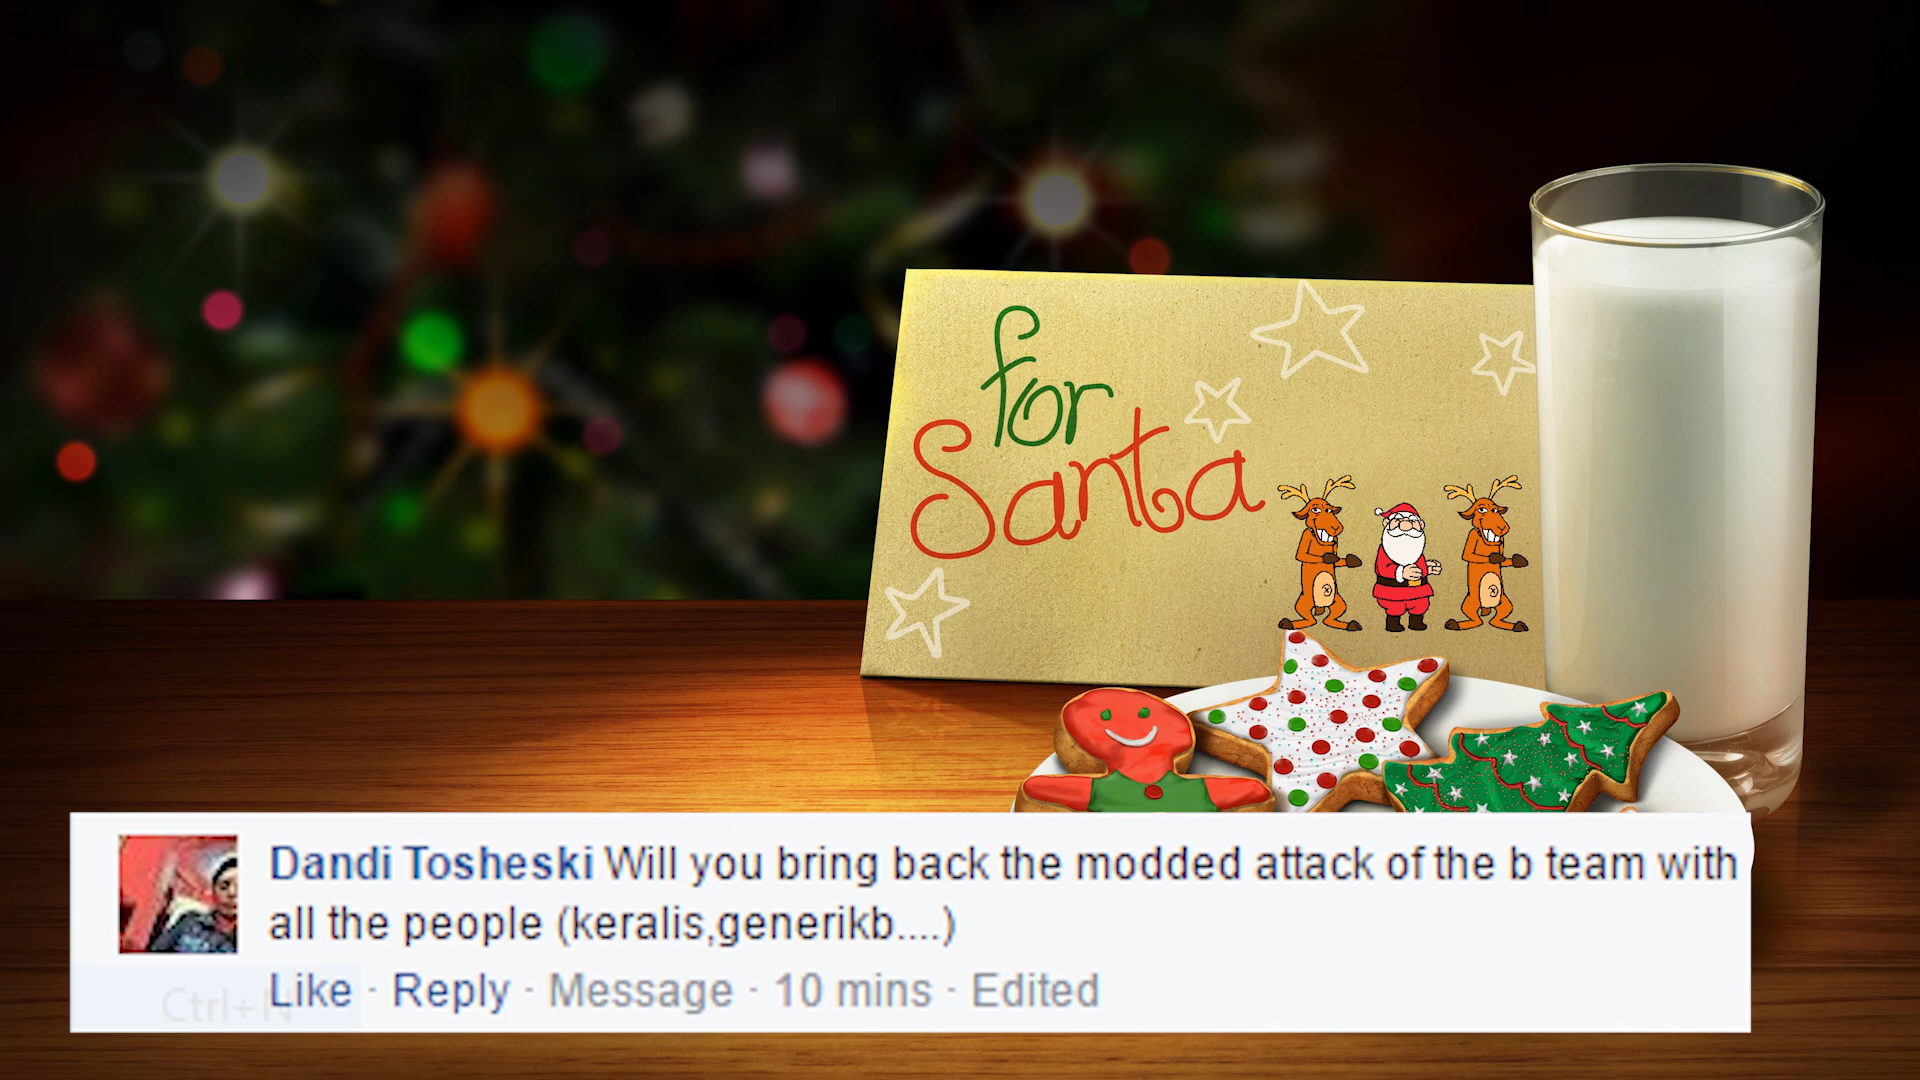 for
Santa
Dandi Tosheski Will you bring back the modded attack of the b team with
all the people (keralis,generikb....)
Ctrl+N
Like · Reply · Message · 10 mins · Edited